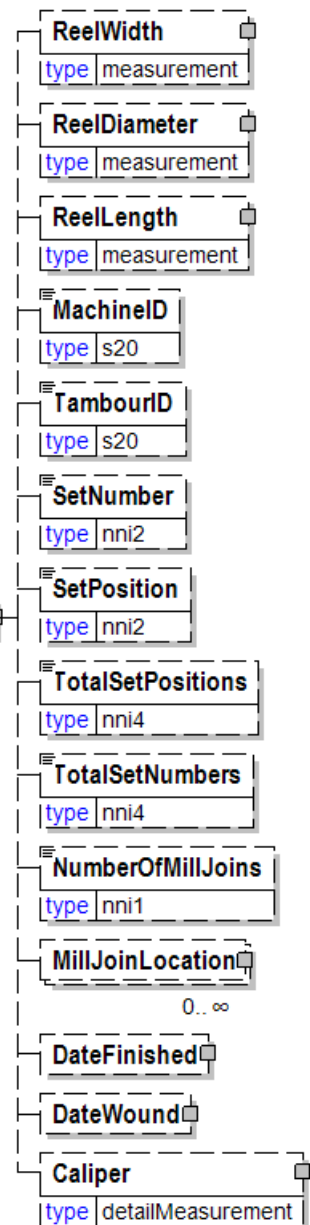 ReelWidth
type measurement
ReelDiameter
type measurement
ReelLength
type measurement
MachineID
type s20
TambourID
type s20
SetNumber
type nni2
SetPosition
type nni2
TotalSetPositions
type nni4
TotalSetNumbers
type nni4
NumberOfMillJoins
type nni1
MillJoinLocation
0.. ∞
DateFinished
DateWound
Caliper
type detailMeasurement